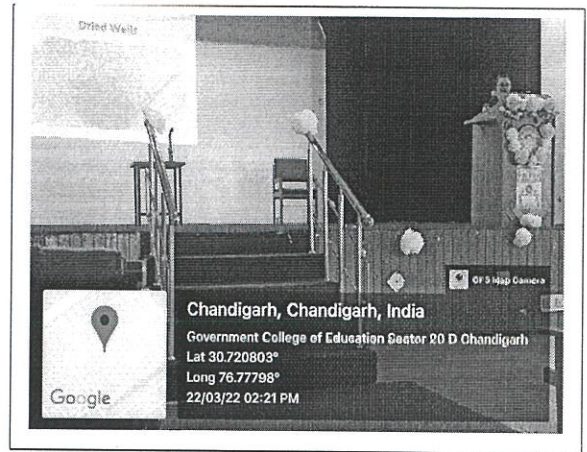 Dried Wells
GPS Map Camera
Chandigarh, Chandigarh, India
Government College of Education Sector 20 D Chandigarh
Lat 30.720803°
Long 76.77798°
22/03/22 02:21 PM
Google